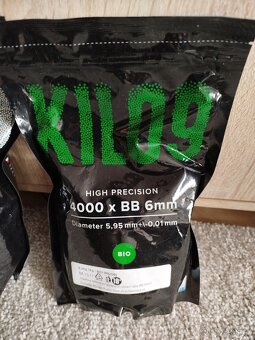 KILO9
HIGH PRECISION
4000 x BB 6mm
Diameter 5,95mm+\-0.01mm
BIO